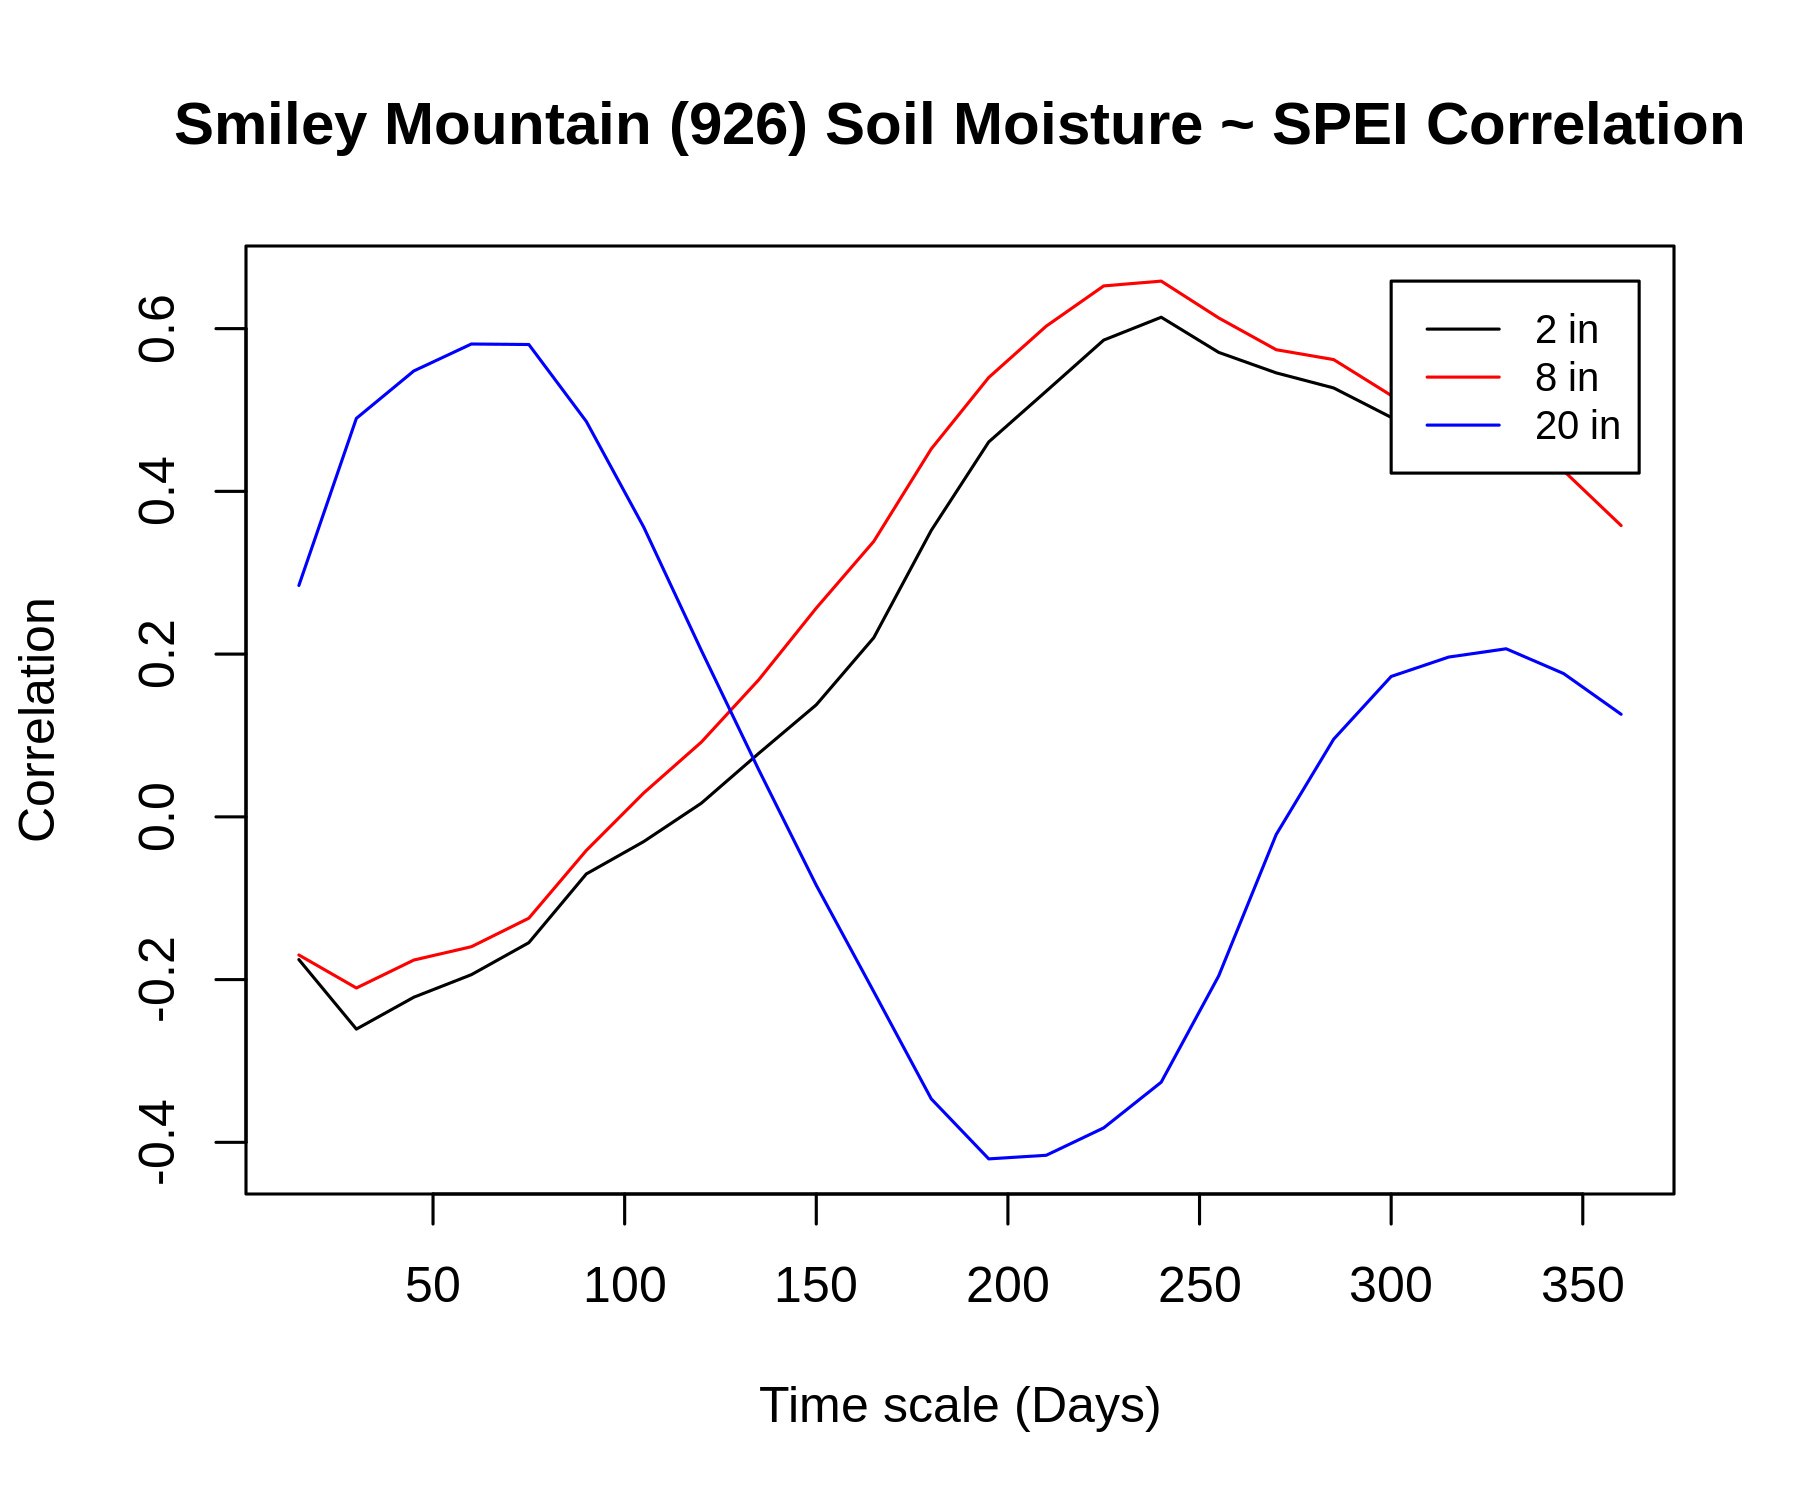 Smiley Mountain (926) Soil Moisture ~ SPEI Correlation
2 in
8 in
20 in
Correlation
0.6
0.4
0.2
0.0
-0.2
-0.4
50 100 150 200 250 300 350
Time scale (Days)